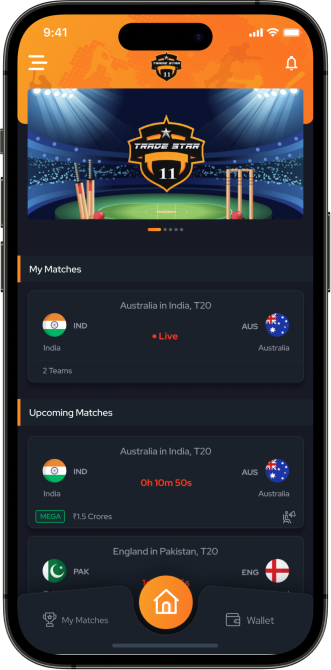 9:41
TRADE STAR
11
TRADE STAR
11
My Matches
Australia in India, T20
IND
AUS
Live
India
Australia
2 Teams
Upcoming Matches
Australia in India, T20
IND
AUS
0h 10m 50s
India
Australia
MEGA ₹1.5 Crores
England in Pakistan, T20
PAK
ENG
My Matches
Wallet